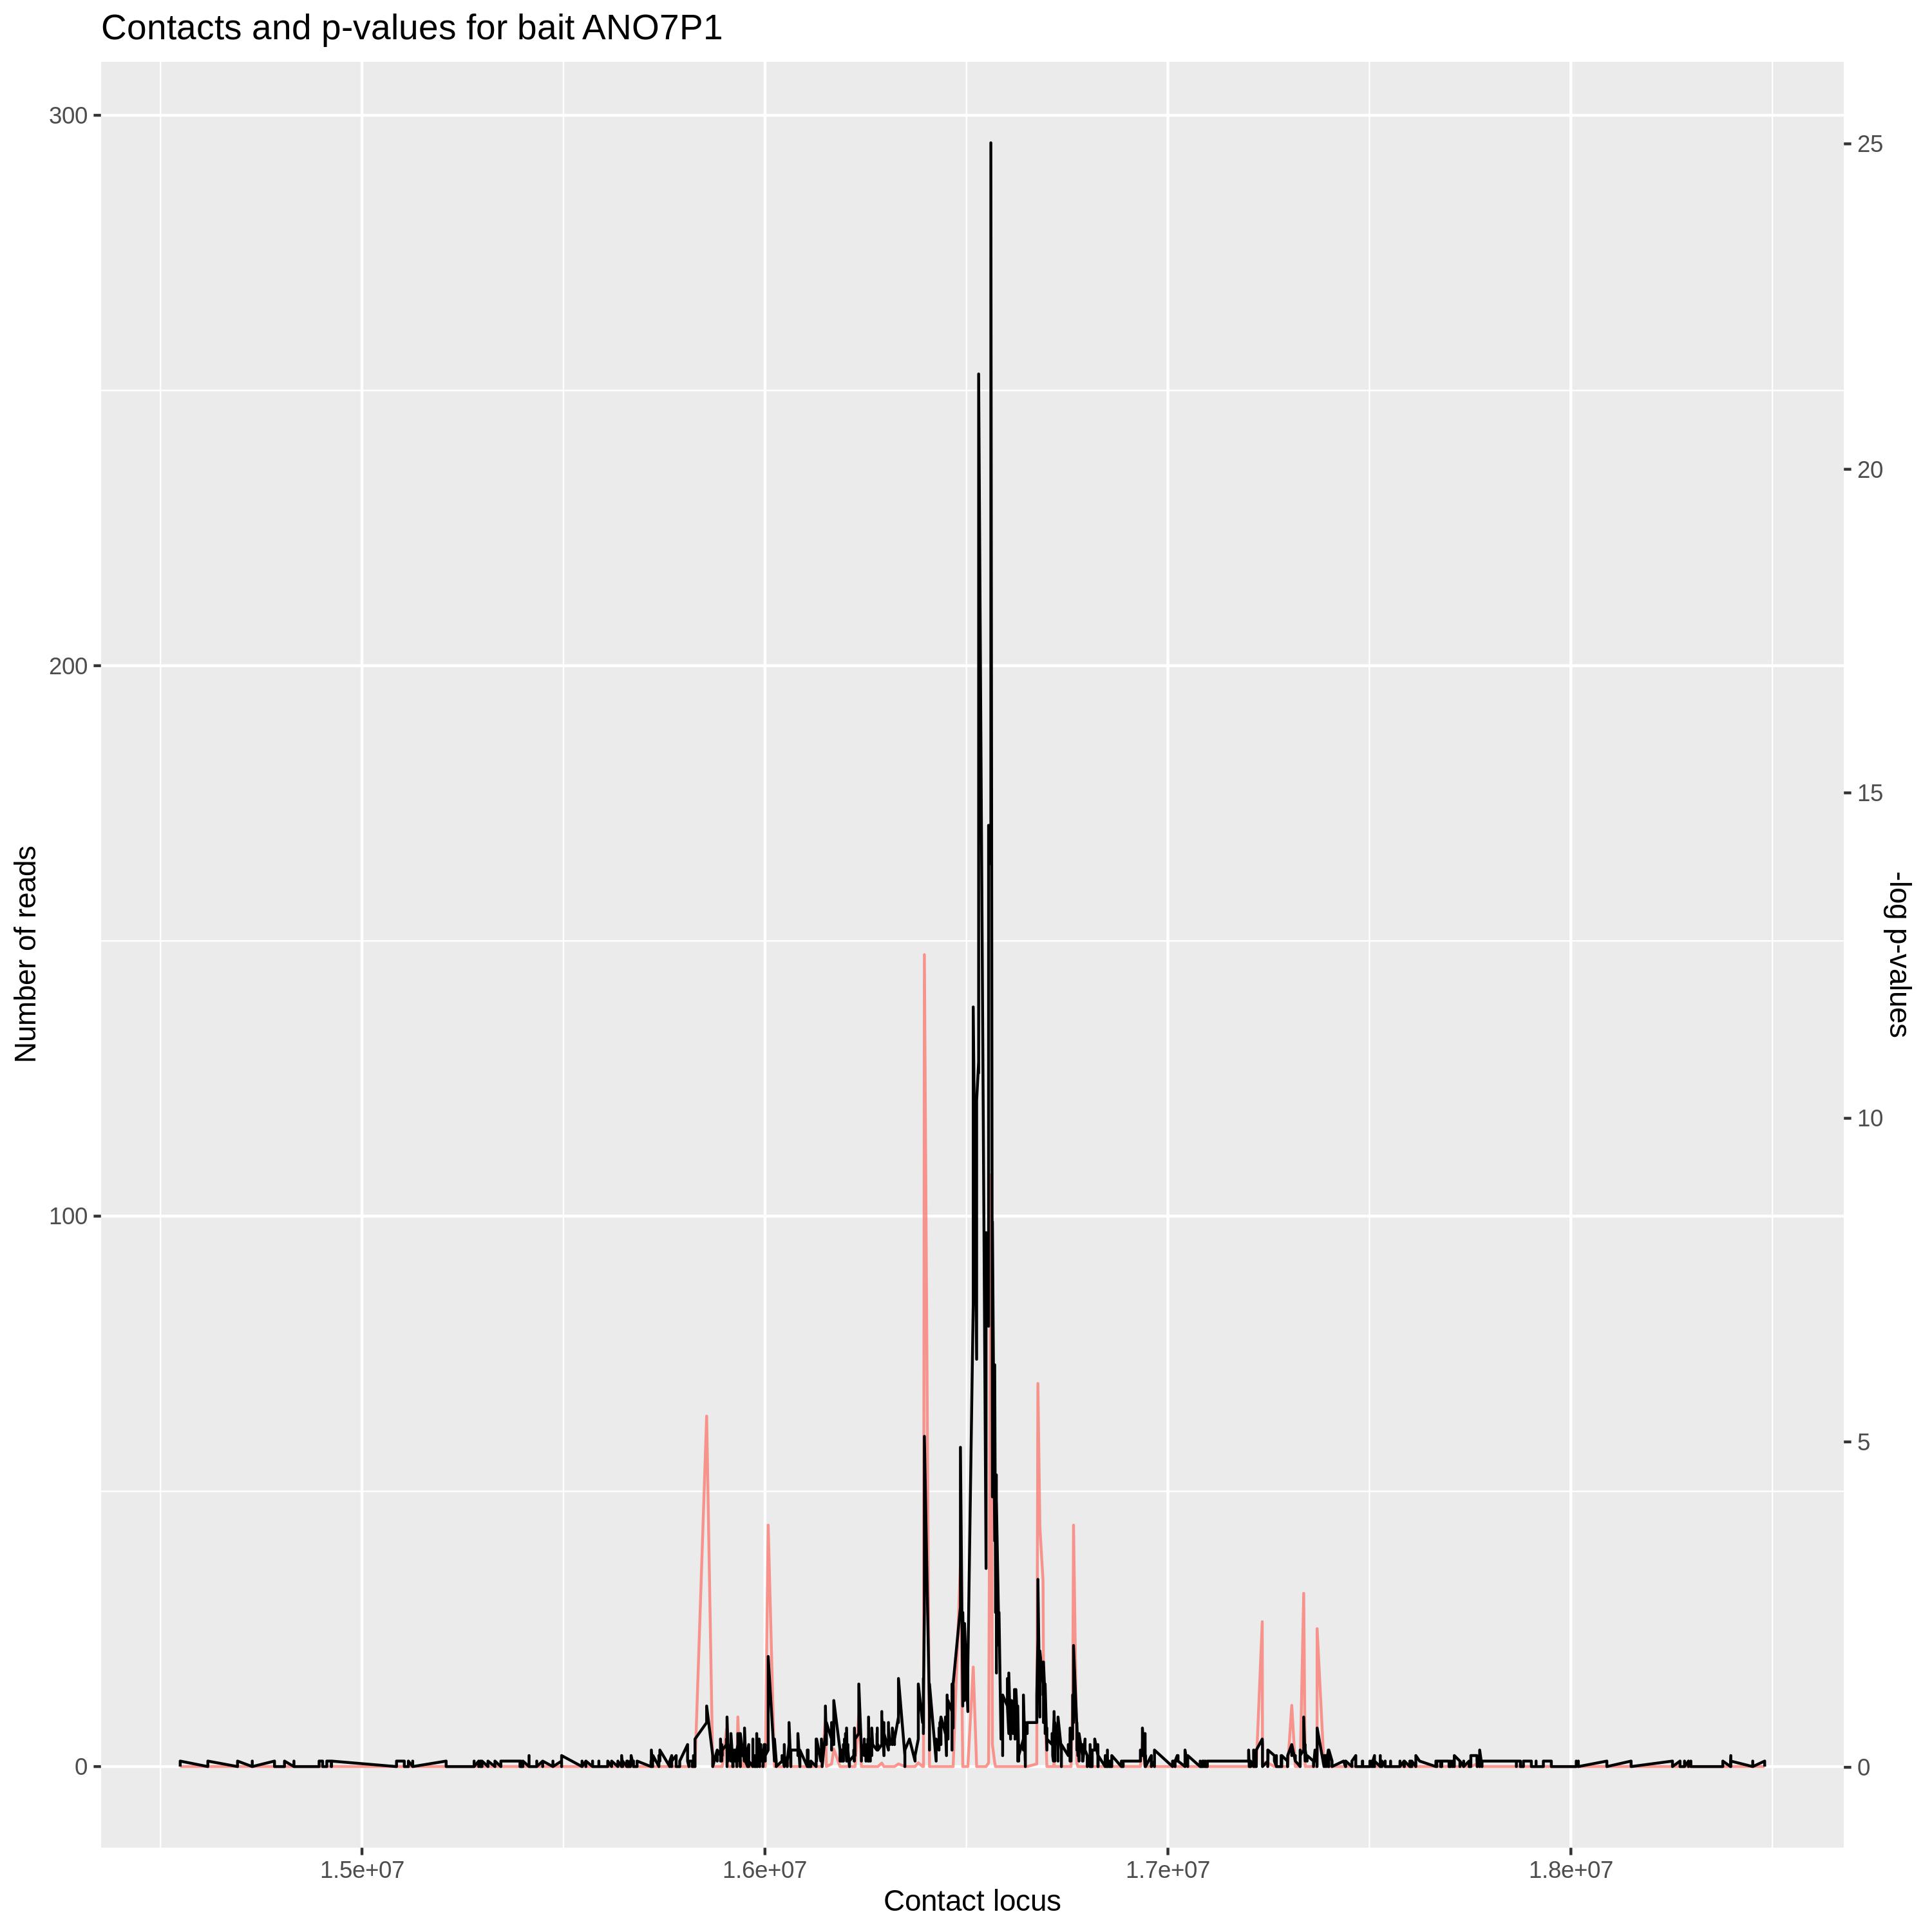 Contacts and p-values for bait ANO7P1
300
200
100
0
Number of reads
25
20
15
10
5
0
-log p-values
1.5e+07
1.6e+07
1.7e+07
1.8e+07
Contact locus